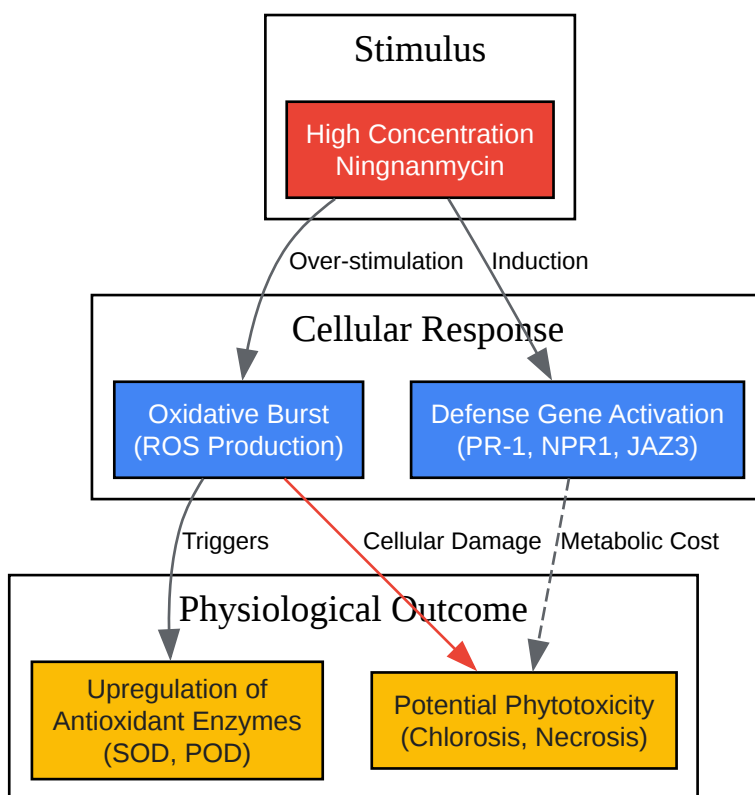 Stimulus
High Concentration
Ningnanmycin
Over-stimulation
Induction
Cellular Response
Oxidative Burst
(ROS Production)
Defense Gene Activation
(PR-1, NPR1, JAZ3)
Triggers
Cellular Damage
Metabolic Cost
Physiological Outcome
Upregulation of
Antioxidant Enzymes
(SOD, POD)
Potential Phytotoxicity
(Chlorosis, Necrosis)